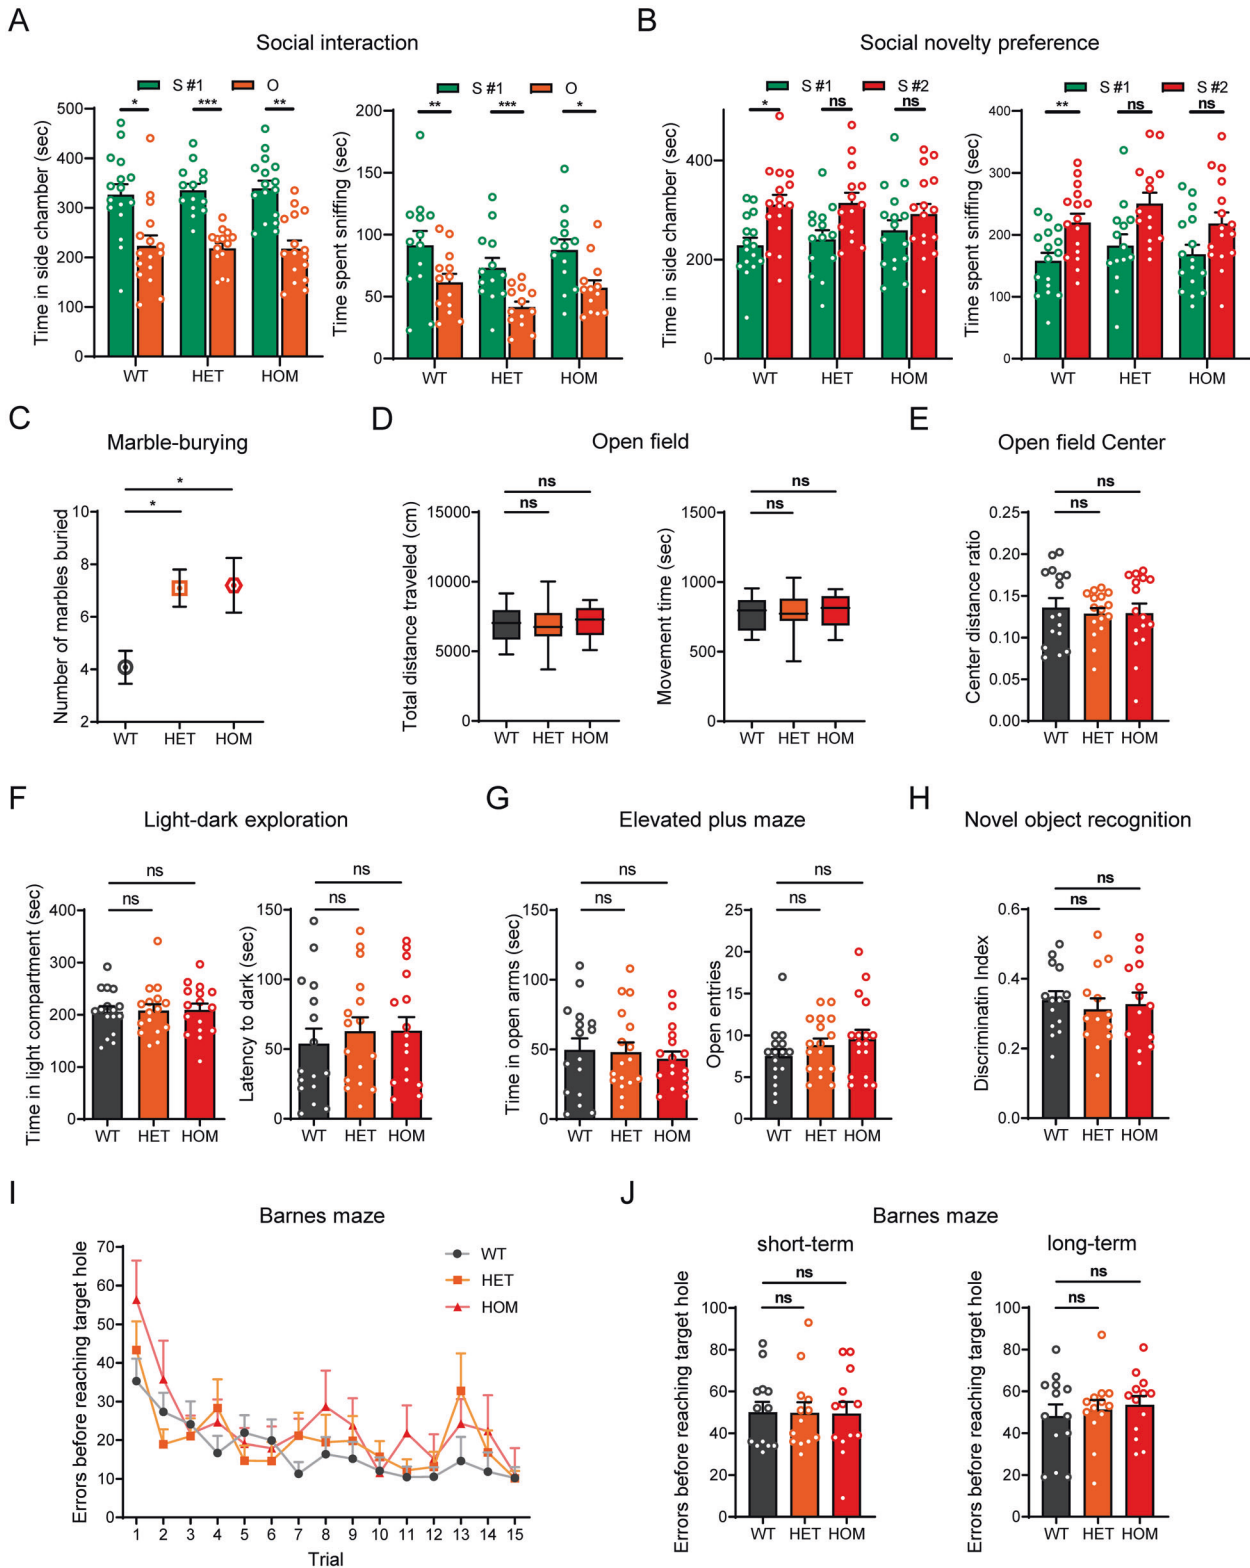 A
Social interaction
S #1 O
* *** **
Time in side chamber (sec)
500
400
300
200
100
0
WT HET HOM
S #1 O
** *** *
Time spent sniffing (sec)
200
150
100
50
0
WT HET HOM
B
Social novelty preference
S #1 S #2
* ns ns
Time in side chamber (sec)
400
200
0
WT HET HOM
S #1 S #2
** ns ns
Time spent sniffing (sec)
400
300
200
100
0
WT HET HOM
C
Marble-burying
*
*
Number of marbles buried
10
8
6
4
2
WT HET HOM
D
Open field
ns
ns
Total distance traveled (cm)
15000
10000
5000
0
WT HET HOM
ns
ns
Movement time (sec)
1500
1000
500
0
WT HET HOM
E
Open field Center
ns
ns
Center distance ratio
0.25
0.20
0.15
0.10
0.05
0.00
WT HET HOM
F
Light-dark exploration
ns
ns
Time in light compartment (sec)
400
300
200
100
0
WT HET HOM
ns
ns
Latency to dark (sec)
150
100
50
0
WT HET HOM
G
Elevated plus maze
ns
ns
Time in open arms (sec)
150
100
50
0
WT HET HOM
ns
ns
Open entries
25
20
15
10
5
0
WT HET HOM
H
Novel object recognition
ns
ns
Discriminatin Index
0.6
0.4
0.2
0.0
WT HET HOM
I
Barnes maze
Errors before reaching target hole
70
60
50
40
30
20
10
0
1 2 3 4 5 6 7 8 9 10 11 12 13 14 15
Trial
WT
HET
HOM
J
Barnes maze
short-term
ns
ns
Errors before reaching target hole
100
80
60
40
20
0
WT HET HOM
long-term
ns
ns
Errors before reaching target hole
100
80
60
40
20
0
WT HET HOM